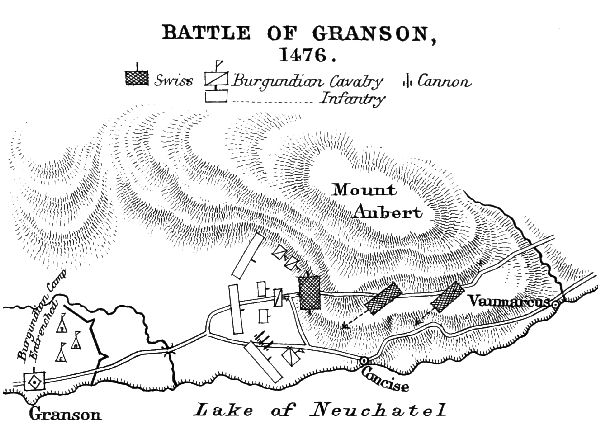 BATTLE OF GRANSON,
1476.
Swiss Burgundian Cavalry Cannon
Infantry
Mount
Aubert
Burgundian Camp
Entrenched
Vanmarcus
Concise
Granson
Lake of Neuchatel